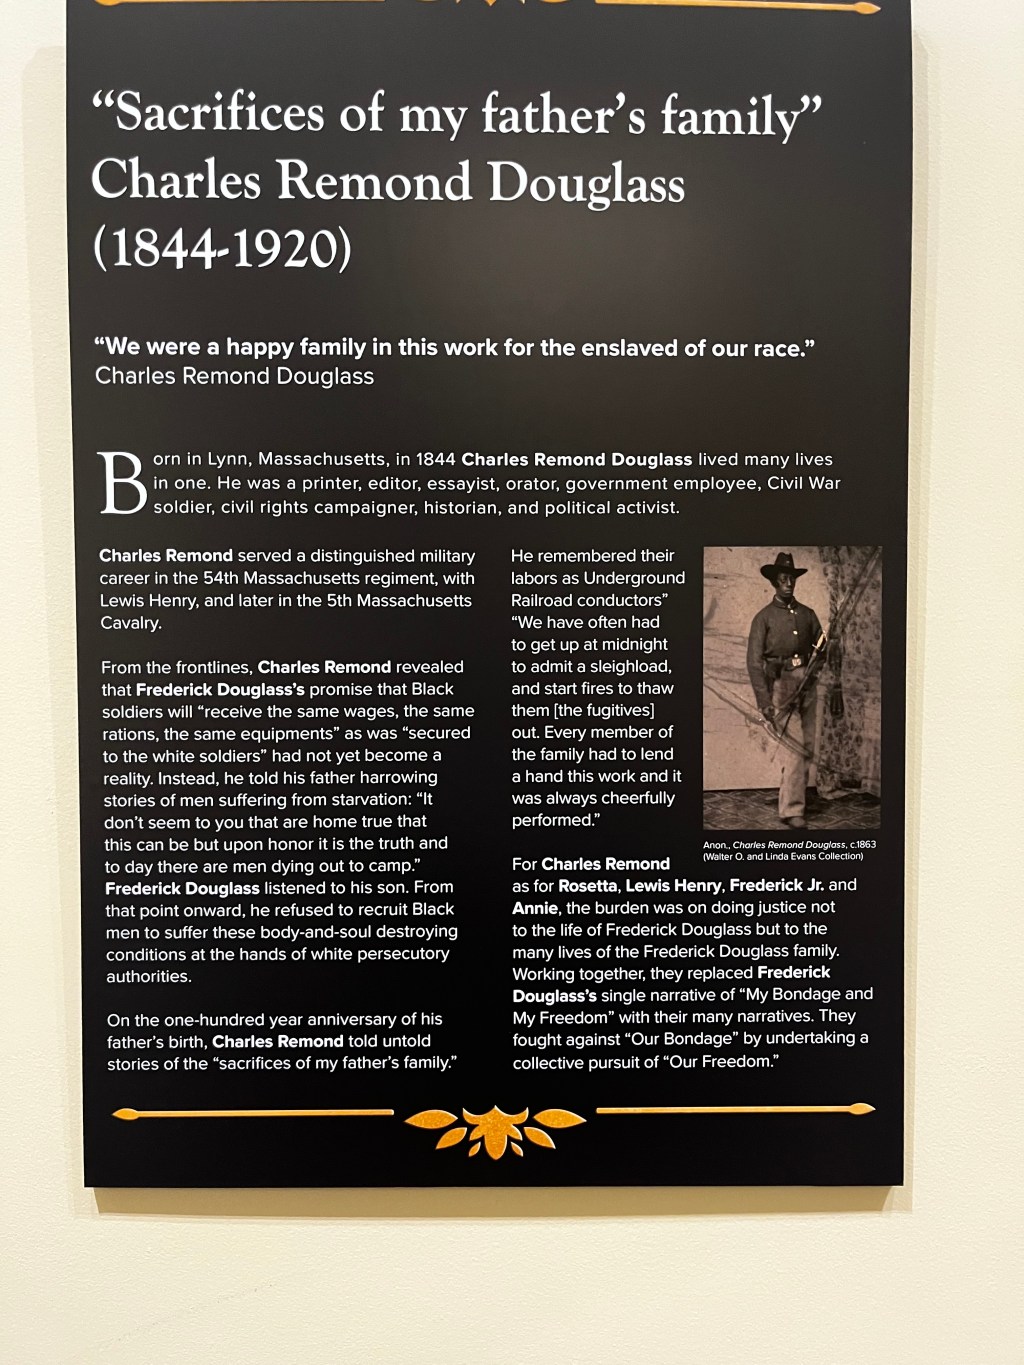 “Sacrifices of my father’s family”
Charles Remond Douglass
(1844-1920)
“We were a happy family in this work for the enslaved of our race.”
Charles Remond Douglass
Born in Lynn, Massachusetts, in 1844 Charles Remond Douglass lived many lives
in one. He was a printer, editor, essayist, orator, government employee, Civil War
soldier, civil rights campaigner, historian, and political activist.
Charles Remond served a distinguished military
career in the 54th Massachusetts regiment, with
Lewis Henry, and later in the 5th Massachusetts
Cavalry.
From the frontlines, Charles Remond revealed
that Frederick Douglass’s promise that Black
soldiers will “receive the same wages, the same
rations, the same equipments” as was “secured
to the white soldiers” had not yet become a
reality. Instead, he told his father harrowing
stories of men suffering from starvation: “It
don’t seem to you that are home true that
this can be but upon honor it is the truth and
to day there are men dying out to camp.”
Frederick Douglass listened to his son. From
that point onward, he refused to recruit Black
men to suffer these body-and-soul destroying
conditions at the hands of white persecutory
authorities.
On the one-hundred year anniversary of his
father’s birth, Charles Remond told untold
stories of the “sacrifices of my father’s family.”
He remembered their
labors as Underground
Railroad conductors”
“We have often had
to get up at midnight
to admit a sleighload,
and start fires to thaw
them [the fugitives]
out. Every member of
the family had to lend
a hand this work and it
was always cheerfully
performed.”
Anon., Charles Remond Douglass, c.1863
(Walter O. and Linda Evans Collection)
For Charles Remond
as for Rosetta, Lewis Henry, Frederick Jr. and
Annie, the burden was on doing justice not
to the life of Frederick Douglass but to the
many lives of the Frederick Douglass family.
Working together, they replaced Frederick
Douglass’s single narrative of “My Bondage and
My Freedom” with their many narratives. They
fought against “Our Bondage” by undertaking a
collective pursuit of “Our Freedom.”